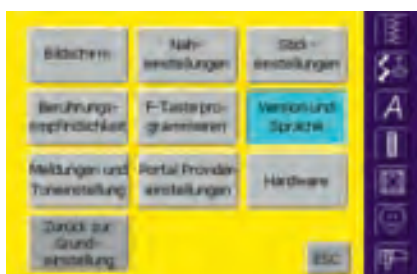 Bildschirm
Näh-
einstellungen
Stick-
einstellungen
Berührungs-
empfindlichkeit
F-Taste pro-
grammieren
Version und
Sprache
Meldungen und
Toneinstellung
Portal Provider-
einstellungen
Hardware
Zurück zur
Grund-
einstellung
ESC
A